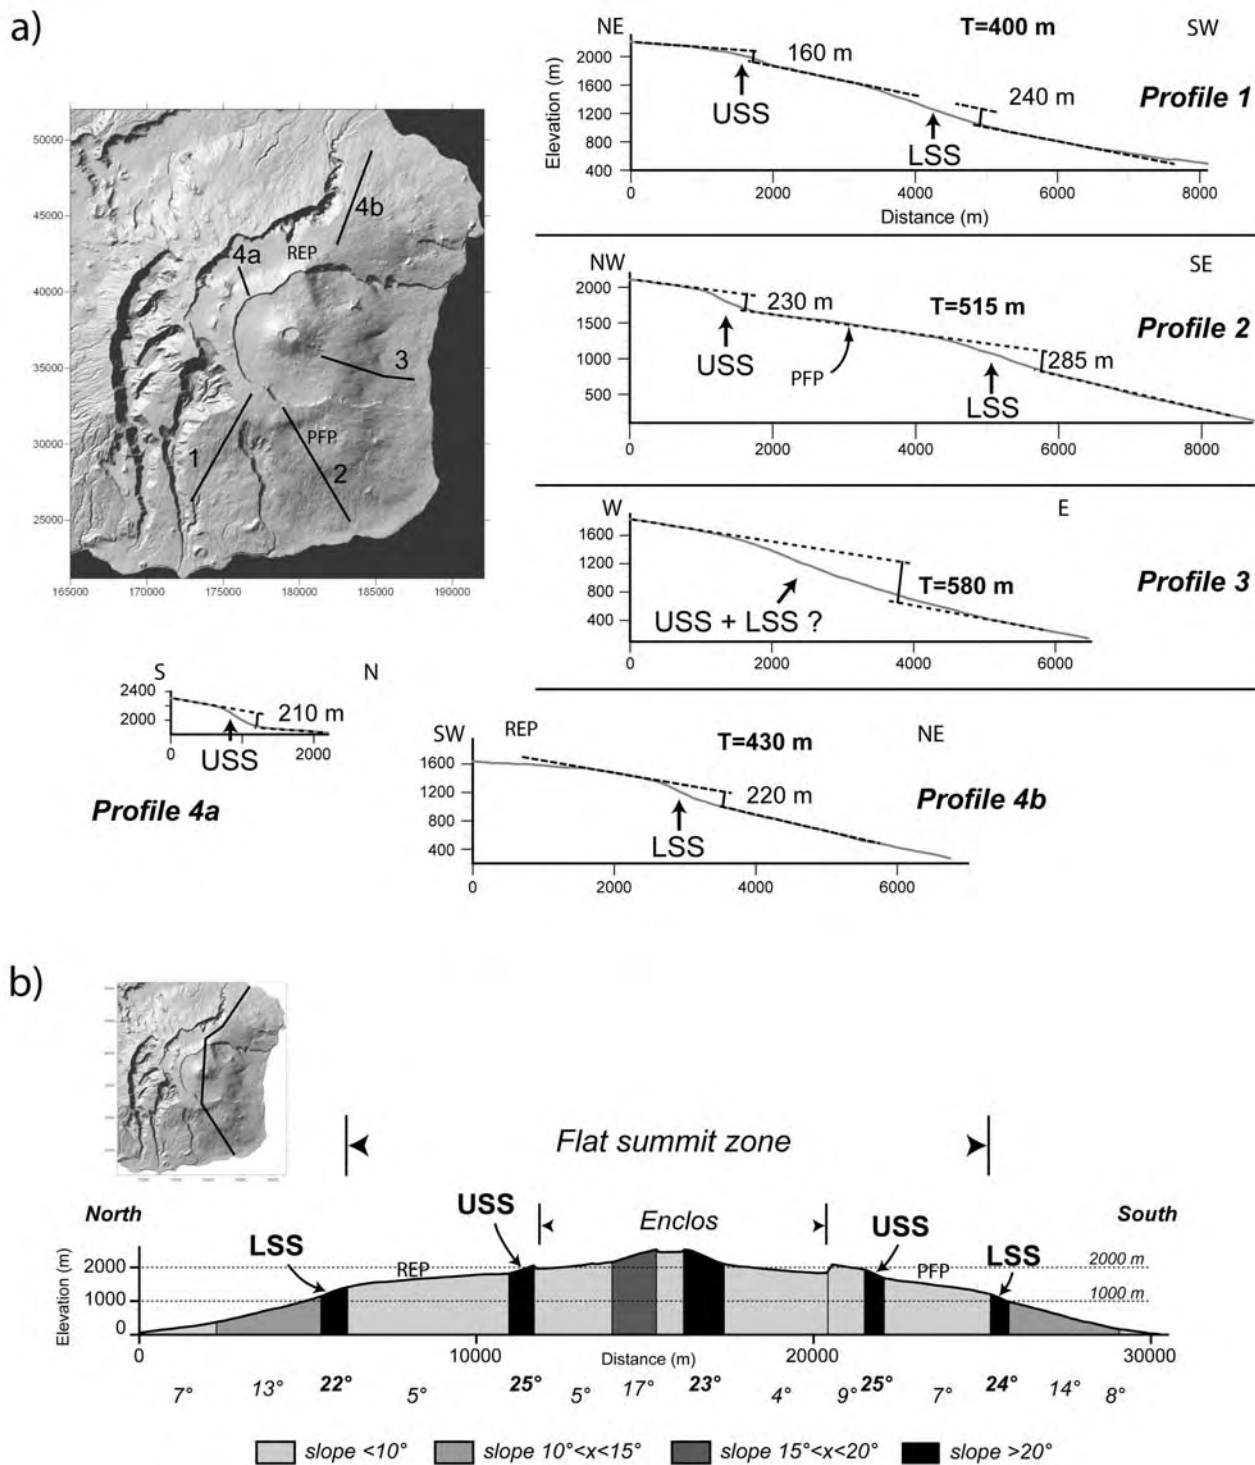 a)
50000
45000
40000
35000
30000
25000
165000 170000 175000 180000 185000 190000
4b
4a
REP
3
PFP
1
2
NE T=400 m SW
Elevation (m)
2000
1600
1200
800
400
160 m
240 m
USS
LSS
Profile 1
0 2000 4000 6000 8000
Distance (m)
NW SE
2000
1500
1000
500
230 m
T=515 m
285 m
USS
PFP
LSS
Profile 2
0 2000 4000 6000 8000
W E
1600
1200
800
400
T=580 m
USS + LSS ?
Profile 3
0 2000 4000 6000
S N
2400
2000
210 m
0 2000
USS
Profile 4a
SW REP T=430 m NE
1600
1200
800
400
220 m
LSS
Profile 4b
0 2000 4000 6000
b)
Flat summit zone
North South
LSS USS Enclos USS LSS
REP PFP
2000 m
1000 m
Elevation (m)
2000
1000
0
0 10000 20000 30000
Distance (m)
7° 13° 22° 5° 25° 5° 17° 23° 4° 9° 25° 7° 24° 14° 8°
slope <10° slope 10°<x<15° slope 15°<x<20° slope >20°